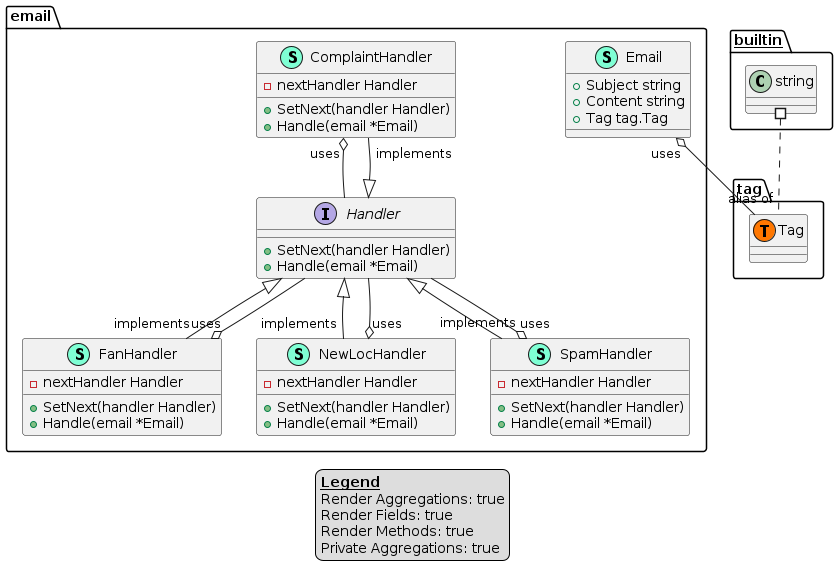 email
S ComplaintHandler
nextHandler Handler
SetNext(handler Handler)
Handle(email *Email)
S Email
Subject string
Content string
Tag tag.Tag
builtin
C string
uses
implements
uses
tag
alias of
T Tag
I Handler
SetNext(handler Handler)
Handle(email *Email)
implements
uses
implements
uses
implements
uses
S FanHandler
nextHandler Handler
SetNext(handler Handler)
Handle(email *Email)
S NewLocHandler
nextHandler Handler
SetNext(handler Handler)
Handle(email *Email)
S SpamHandler
nextHandler Handler
SetNext(handler Handler)
Handle(email *Email)
Legend
Render Aggregations: true
Render Fields: true
Render Methods: true
Private Aggregations: true